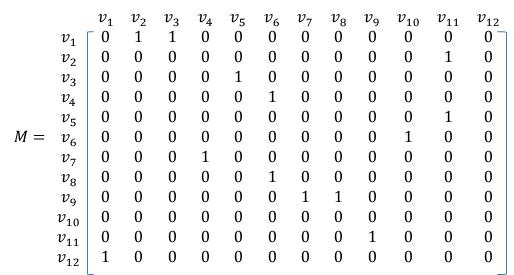 v₁ v₂ v₃ v₄ v₅ v₆ v₇ v₈ v₉ v₁₀ v₁₁ v₁₂
v₁ 0 1 1 0 0 0 0 0 0 0 0 0
v₂ 0 0 0 0 0 0 0 0 0 0 1 0
v₃ 0 0 0 0 1 0 0 0 0 0 0 0
v₄ 0 0 0 0 0 1 0 0 0 0 0 0
v₅ 0 0 0 0 0 0 0 0 0 0 1 0
M = v₆ 0 0 0 0 0 0 0 0 0 1 0 0
v₇ 0 0 0 1 0 0 0 0 0 0 0 0
v₈ 0 0 0 0 0 1 0 0 0 0 0 0
v₉ 0 0 0 0 0 0 1 1 0 0 0 0
v₁₀ 0 0 0 0 0 0 0 0 0 0 0 0
v₁₁ 0 0 0 0 0 0 0 0 1 0 0 0
v₁₂ 1 0 0 0 0 0 0 0 0 0 0 0